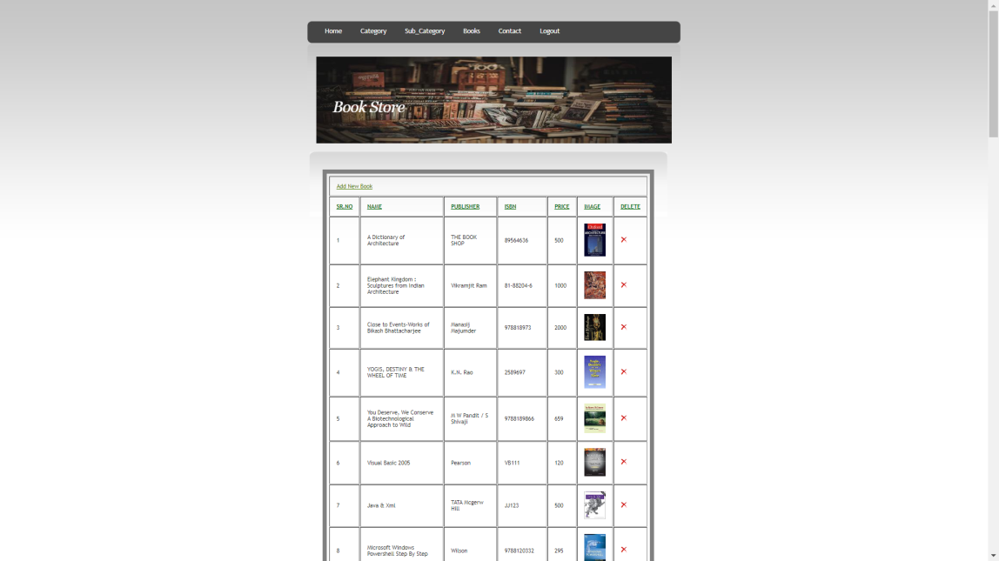 Home Category Sub_Category Books Contact Logout
Book Store
Add New Book
SR.NO NAME PUBLISHER ISBN PRICE IMAGE DELETE
1 A Dictionary of Architecture THE BOOK SHOP 89564636 500
2 Elephant Kingdom : Sculptures from Indian Architecture Vikramjit Ram 81-88204-6 1000
3 Close to Events-Works of Bikash Bhattacharjee Manasij Majumder 978818973 2000
4 YOGIS, DESTINY & THE WHEEL OF TIME K.N. Rao 2589697 300
5 You Deserve, We Conserve A Biotechnological Approach to Wild M W Pandit / S Shivaji 9788189866 659
6 Visual Basic 2005 Pearson VB111 120
7 Java & Xml TATA Mcgerw Hill JJ123 500
8 Microsoft Windows Powershell Step By Step Wilson 9788120332 295